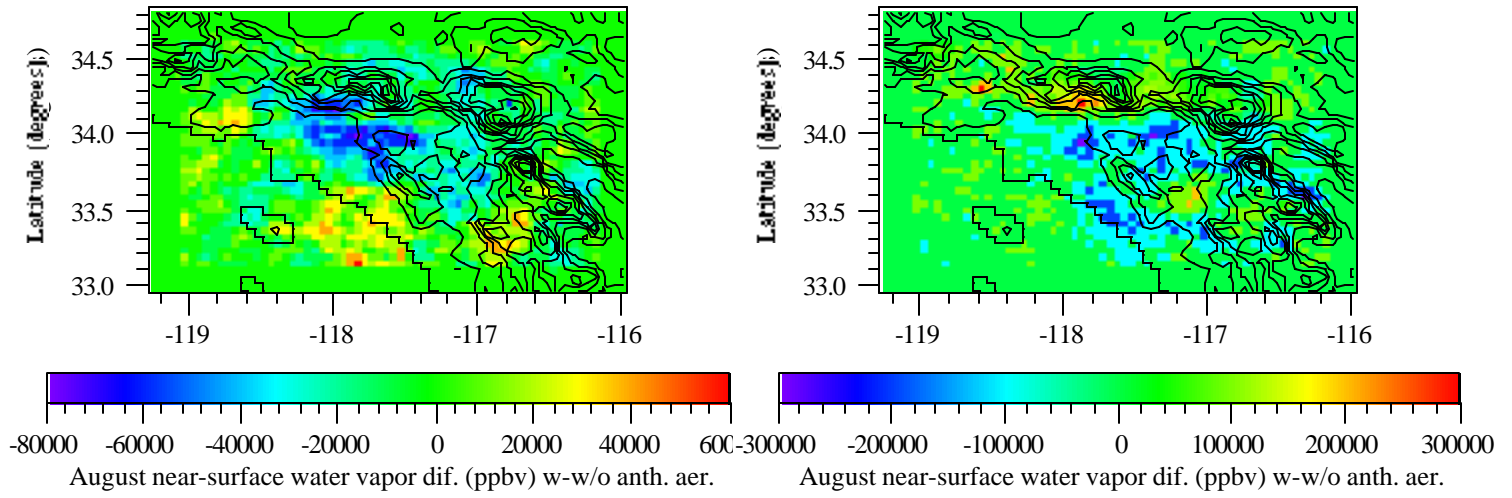 34.5
34.0
33.5
33.0
Latitude (degrees);
-119 -118 -117 -116
-80000 -60000 -40000 -20000 0 20000 40000 600
August near-surface water vapor dif. (ppbv) w-w/o anth. aer.
34.5
34.0
33.5
33.0
Latitude (degrees);
-119 -118 -117 -116
-300000 -200000 -100000 0 100000 200000 300000
August near-surface water vapor dif. (ppbv) w-w/o anth. aer.